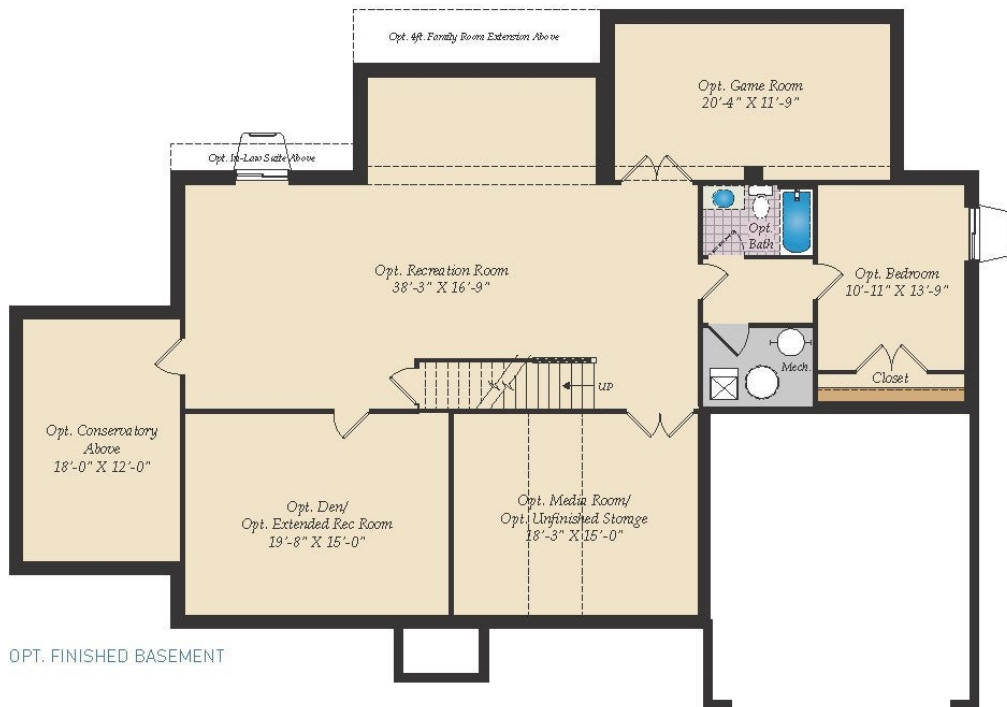 Opt. 4ft. Family Room Extension Above
Opt. Game Room
20'-4" X 11'-9"
Opt. In-Law Suite Above
Opt.
Bath
Opt. Recreation Room
38'-3" X 16'-9"
Opt. Bedroom
10'-11" X 13'-9"
Mech.
Closet
UP
Opt. Conservatory
Above
18'-0" X 12'-0"
Opt. Den/
Opt. Extended Rec Room
19'-8" X 15'-0"
Opt. Media Room/
Opt. Unfinished Storage
18'-3" X 15'-0"
OPT. FINISHED BASEMENT